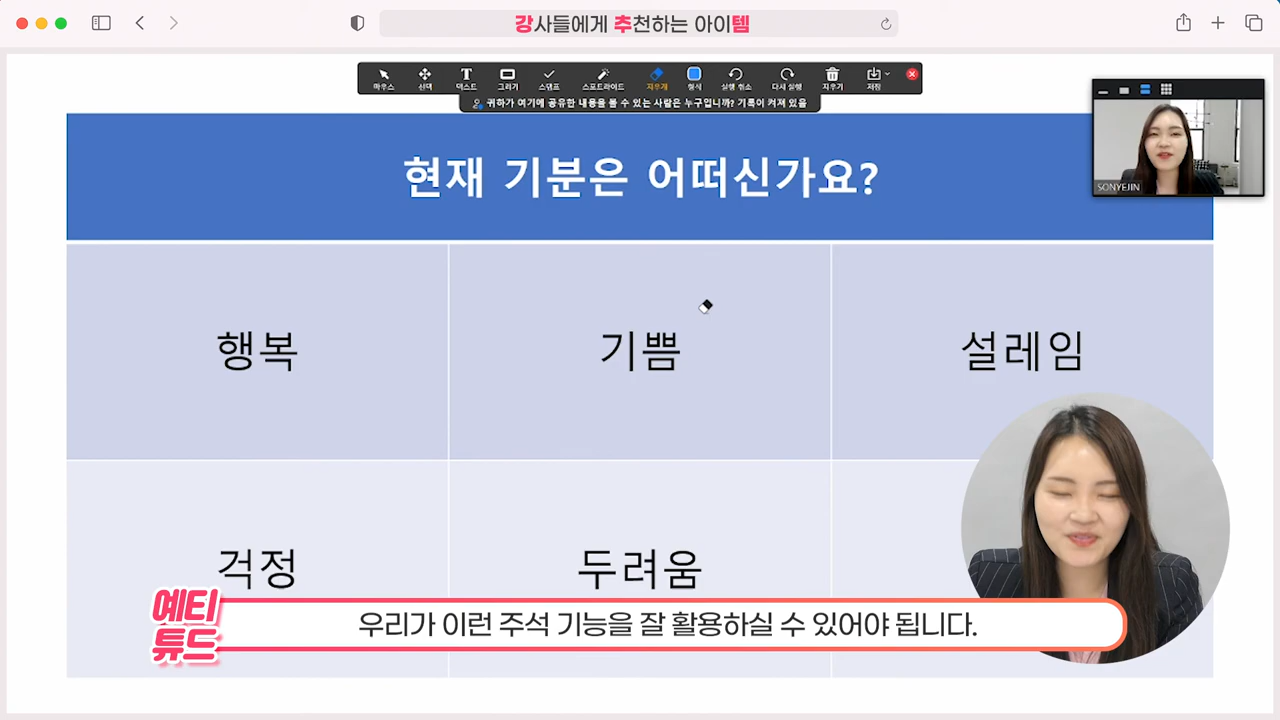 강사들에게 추천하는 아이템
마우스 선택 텍스트 그리기 스탬프 스포트라이트 지우개 형식 실행 취소 다시 실행 지우기 저장
귀하가 여기에 공유한 내용을 볼 수 있는 사람은 누구입니까? 기록이 켜져 있음
SONYEJIN
현재 기분은 어떠신가요?
행복 기쁨 설레임
걱정 두려움
예티
튜드
우리가 이런 주석 기능을 잘 활용하실 수 있어야 됩니다.